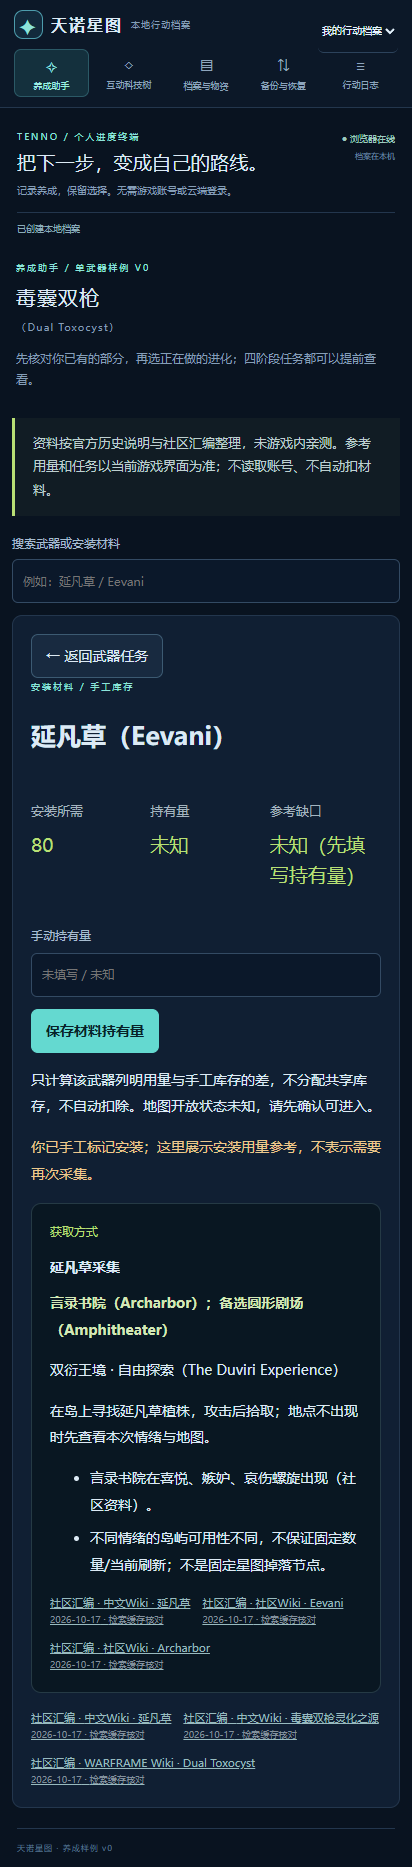 天诺星图 本地行动档案
我的行动档案
养成助手 互动科技树 档案与物资 备份与恢复 行动日志
TENNO / 个人进度终端
浏览器在线
把下一步，变成自己的路线。
档案在本机
记录养成，保留选择。无需游戏账号或云端登录。
已创建本地档案
养成助手 / 单武器样例 V0
毒囊双枪
（Dual Toxocyst）
先核对你已有的部分，再选正在做的进化；四阶段任务都可以提前查
看。
资料按官方历史说明与社区汇编整理，未游戏内亲测。参考
用量和任务以当前游戏界面为准；不读取账号、不自动扣材
料。
搜索武器或安装材料
例如：延凡草 / Eevani
← 返回武器任务
安装材料 / 手工库存
延凡草（Eevani）
安装所需 持有量 参考缺口
80 未知 未知（先填
写持有量）
手动持有量
未填写 / 未知
保存材料持有量
只计算该武器列明用量与手工库存的差，不分配共享库
存，不自动扣除。地图开放状态未知，请先确认可进入。
你已手工标记安装；这里展示安装用量参考，不表示需要
再次采集。
获取方式
延凡草采集
言录书院（Archarbor）；备选圆形剧场
（Amphitheater）
双衍王境 · 自由探索（The Duviri Experience）
在岛上寻找延凡草植株，攻击后拾取；地点不出现
时先查看本次情绪与地图。
• 言录书院在喜悦、嫉妒、哀伤螺旋出现（社
区资料）。
• 不同情绪的岛屿可用性不同，不保证固定数
量/当前刷新；不是固定星图掉落节点。
社区汇编 · 中文Wiki · 延凡草 社区汇编 · 社区Wiki · Eevani
2026-10-17 · 检索缓存核对 2026-10-17 · 检索缓存核对
社区汇编 · 社区Wiki · Archarbor
2026-10-17 · 检索缓存核对
社区汇编 · 中文Wiki · 延凡草 社区汇编 · 中文Wiki · 毒囊双枪灵化之源
2026-10-17 · 检索缓存核对 2026-10-17 · 检索缓存核对
社区汇编 · WARFRAME Wiki · Dual Toxocyst
2026-10-17 · 检索缓存核对
天诺星图 · 养成样例 v0